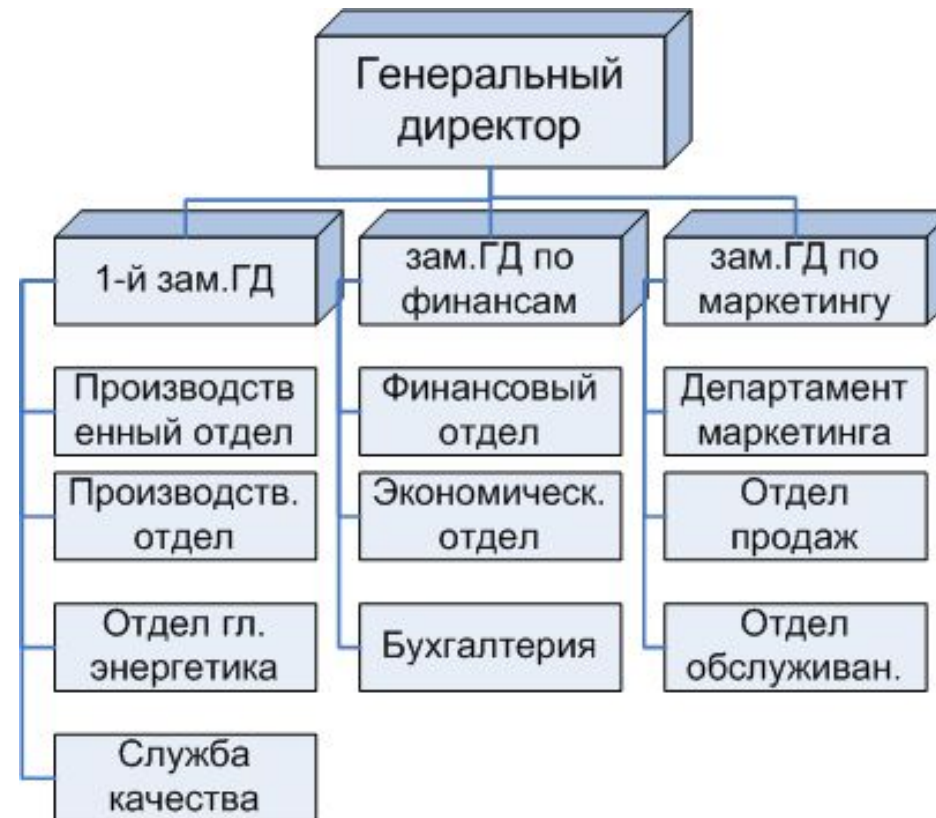 Генеральный
директор
1-й зам.ГД
зам.ГД по
финансам
зам.ГД по
маркетингу
Производств
енный отдел
Финансовый
отдел
Департамент
маркетинга
Производств.
отдел
Экономическ.
отдел
Отдел
продаж
Отдел гл.
энергетика
Бухгалтерия
Отдел
обслуживан.
Служба
качества